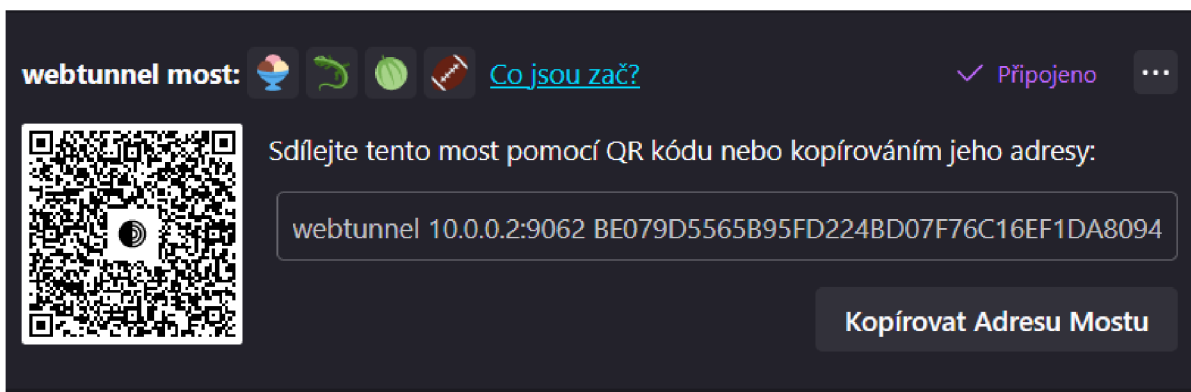 webtunnel most: Co jsou zač? Připojeno
Sdílejte tento most pomocí QR kódu nebo kopírováním jeho adresy:
webtunnel 10.0.0.2:9062 BE079D5565B95FD224BD07F76C16EF1DA8094
Kopírovat Adresu Mostu